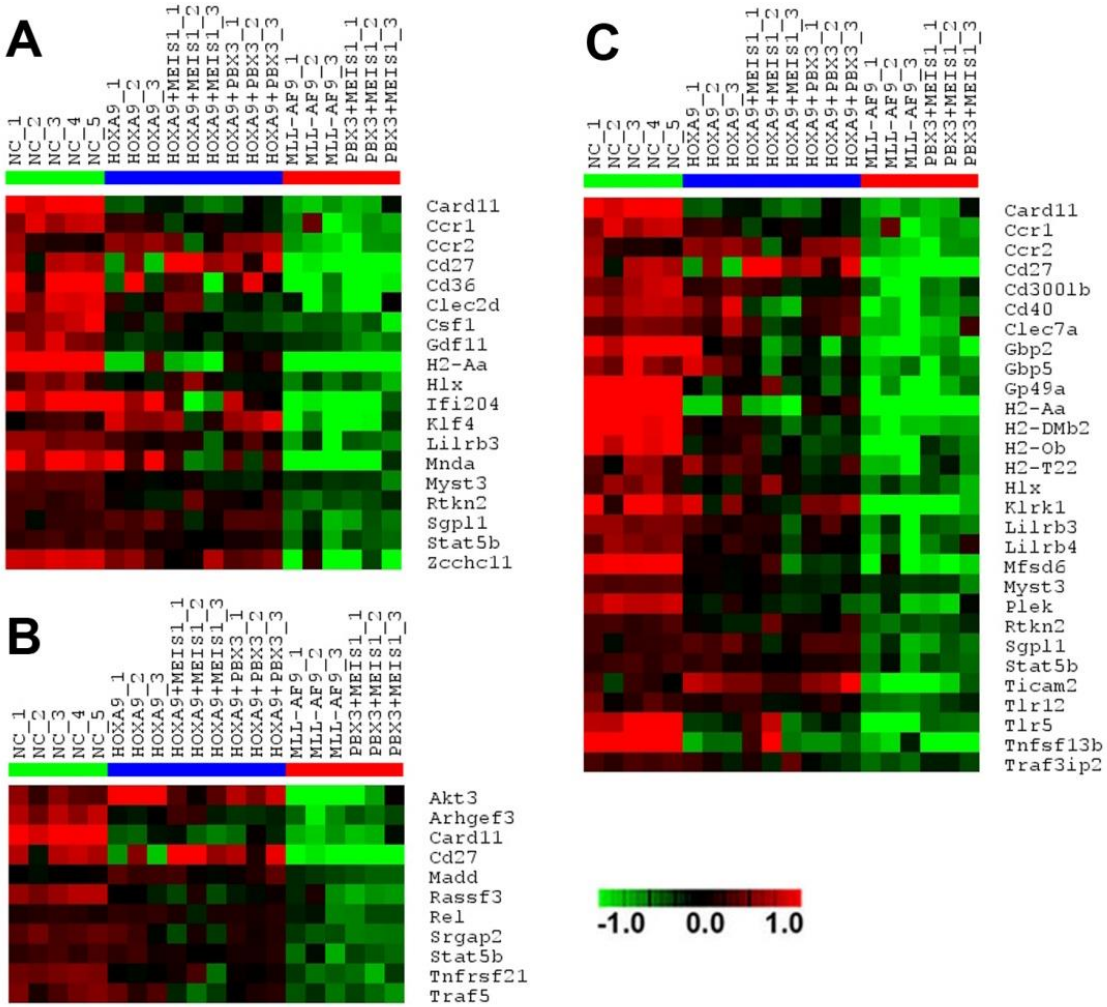 A
NC_1
NC_2
NC_3
NC_4
NC_5
HOXA9_1
HOXA9_2
HOXA9_3
HOXA9+MEIS1_1
HOXA9+MEIS1_2
HOXA9+MEIS1_3
HOXA9+PBX3_1
HOXA9+PBX3_2
HOXA9+PBX3_3
MLL-AF9_1
MLL-AF9_2
MLL-AF9_3
PBX3+MEIS1_1
PBX3+MEIS1_2
PBX3+MEIS1_3
Card11
Ccr1
Ccr2
Cd27
Cd36
Clec2d
Csf1
Gdf11
H2-Aa
Hlx
Ifi204
Klf4
Lilrb3
Mnda
Myst3
Rtkn2
Sgpl1
Stat5b
Zcchc11
B
NC_1
NC_2
NC_3
NC_4
NC_5
HOXA9_1
HOXA9_2
HOXA9_3
HOXA9+MEIS1_1
HOXA9+MEIS1_2
HOXA9+MEIS1_3
HOXA9+PBX3_1
HOXA9+PBX3_2
HOXA9+PBX3_3
MLL-AF9_1
MLL-AF9_2
MLL-AF9_3
PBX3+MEIS1_1
PBX3+MEIS1_2
PBX3+MEIS1_3
Akt3
Arhgef3
Card11
Cd27
Madd
Rassf3
Rel
Srgap2
Stat5b
Tnfrsf21
Traf5
C
NC_1
NC_2
NC_3
NC_4
NC_5
HOXA9_1
HOXA9_2
HOXA9_3
HOXA9+MEIS1_1
HOXA9+MEIS1_2
HOXA9+MEIS1_3
HOXA9+PBX3_1
HOXA9+PBX3_2
HOXA9+PBX3_3
MLL-AF9_1
MLL-AF9_2
MLL-AF9_3
PBX3+MEIS1_1
PBX3+MEIS1_2
PBX3+MEIS1_3
Card11
Ccr1
Ccr2
Cd27
Cd300lb
Cd40
Clec7a
Gbp2
Gbp5
Gp49a
H2-Aa
H2-DMb2
H2-Ob
H2-T22
Hlx
Klrk1
Lilrb3
Lilrb4
Mfsd6
Myst3
Plek
Rtkn2
Sgpl1
Stat5b
Ticam2
Tlr12
Tlr5
Tnfsf13b
Traf3ip2
-1.0 0.0 1.0